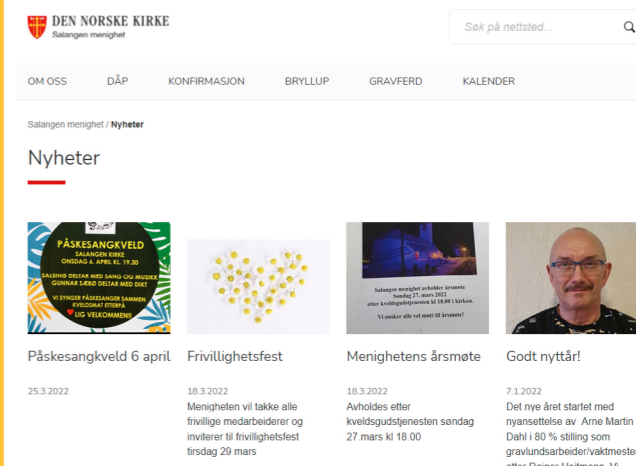 DEN NORSKE KIRKE
Salangen menighet
Søk på nettsted...
OM OSS DÅP KONFIRMASJON BRYLLUP GRAVFERD KALENDER
Salangen menighet / Nyheter
Nyheter
PÅSKESANGKVELD
SALANGEN KIRKE
ONSDAG 6. APRIL KL. 19.30
SALSING DELTAR MED SANG OG MUSIKK
GUNNAR SÆBØ DELTAR MED DIKT
VI SYNGER PÅSKESANGER SAMMEN
KVELDSMAT ETTERPÅ
LIG VELKOMMEN!!
Salangen menighet avholder årsmøte
Søndag 27. mars 2022
etter kveldsgudstjenesten kl 18.00 i kirken.
Vi ønsker alle vel møtt til årsmøte!
Påskesangkveld 6 april
25.3.2022
Frivillighetsfest
18.3.2022
Menigheten vil takke alle
frivillige medarbeiderer og
inviterer til frivillighetsfest
tirsdag 29 mars
Menighetens årsmøte
18.3.2022
Avholdes etter
kveldsgudstjenesten søndag
27.mars kl 18.00
Godt nyttår!
7.1.2022
Det nye året startet med
nyansettelse av Arne Martin
Dahl i 80 % stilling som
gravlundsarbeider/vaktmester